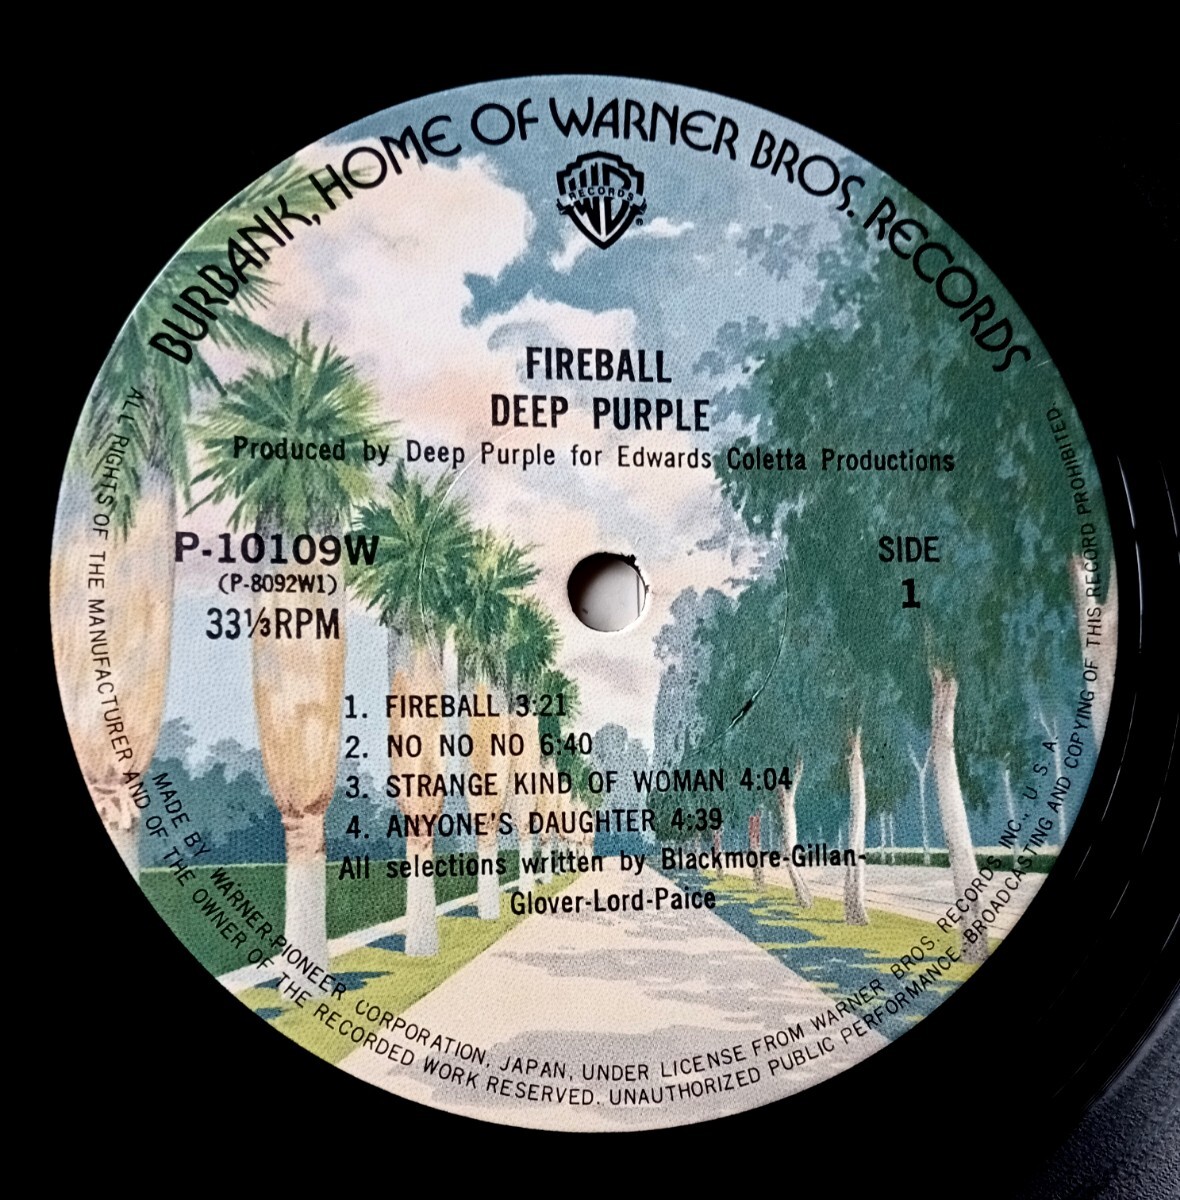 BURBANK, HOME OF WARNER BROS. RECORDS
RECORDS
FIREBALL
DEEP PURPLE
Produced by Deep Purple for Edwards Coletta Productions
P-10109W
(P-8092W1)
33⅓RPM
SIDE
1
1. FIREBALL 3:21
2. NO NO NO 6:40
3. STRANGE KIND OF WOMAN 4:04
4. ANYONE'S DAUGHTER 4:39
All selections written by Blackmore-Gillan-
Glover-Lord-Paice
MADE BY WARNER-PIONEER CORPORATION, JAPAN, UNDER LICENSE FROM WARNER BROS. RECORDS INC., U. S. A.
ALL RIGHTS OF THE MANUFACTURER AND OF THE OWNER OF THE RECORDED WORK RESERVED. UNAUTHORIZED PUBLIC PERFORMANCE, BROADCASTING AND COPYING OF THIS RECORD PROHIBITED.